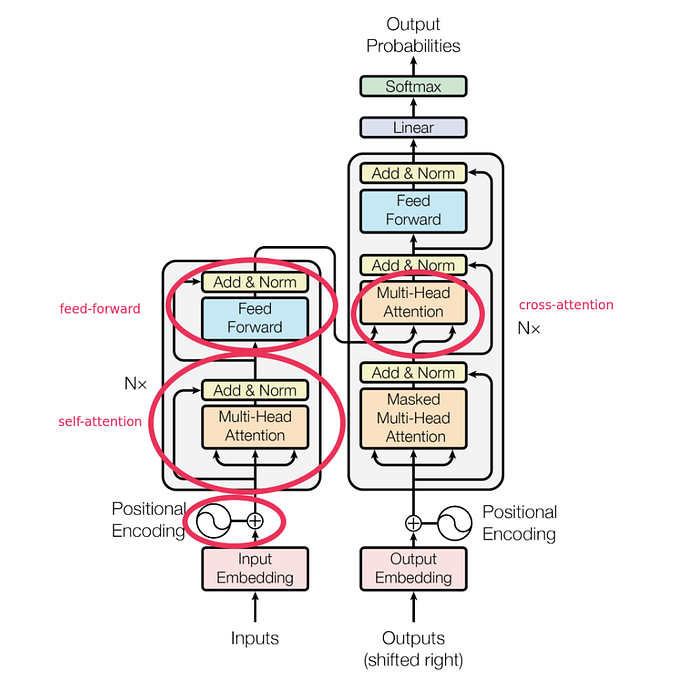 Output
Probabilities
Softmax
Linear
Add & Norm
Feed
Forward
Add & Norm
Multi-Head
Attention
cross-attention
N×
Add & Norm
Masked
Multi-Head
Attention
Positional
Encoding
Output
Embedding
Outputs
(shifted right)
Add & Norm
feed-forward
Feed
Forward
N×
Add & Norm
self-attention
Multi-Head
Attention
Positional
Encoding
Input
Embedding
Inputs